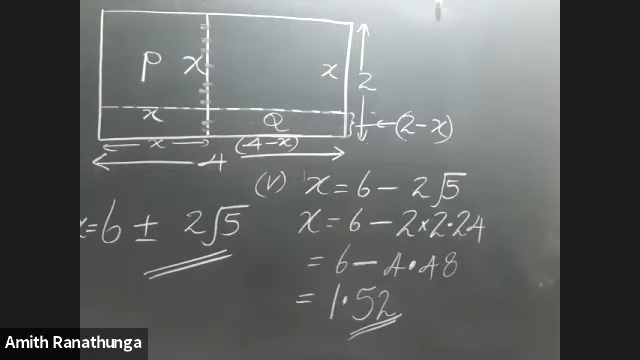 P x x 2
x
Q (2-x)
x (4-x)
4
(v) x = 6 - 2√5
x = 6 ± 2√5
x = 6 - 2×2·24
= 6 - 4·48
= 1·52
Amith Ranathunga